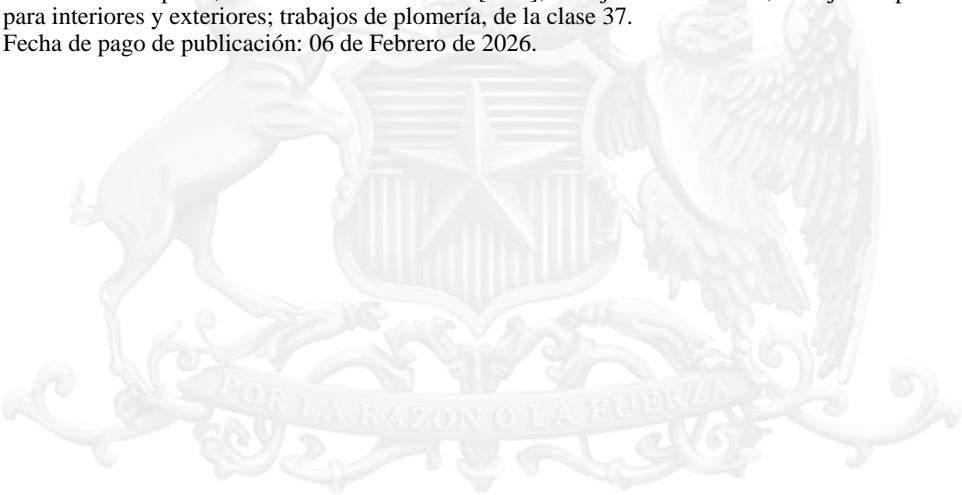 para interiores y exteriores; trabajos de plomería, de la clase 37.
Fecha de pago de publicación: 06 de Febrero de 2026.
POR LA RAZON O LA FUERZA